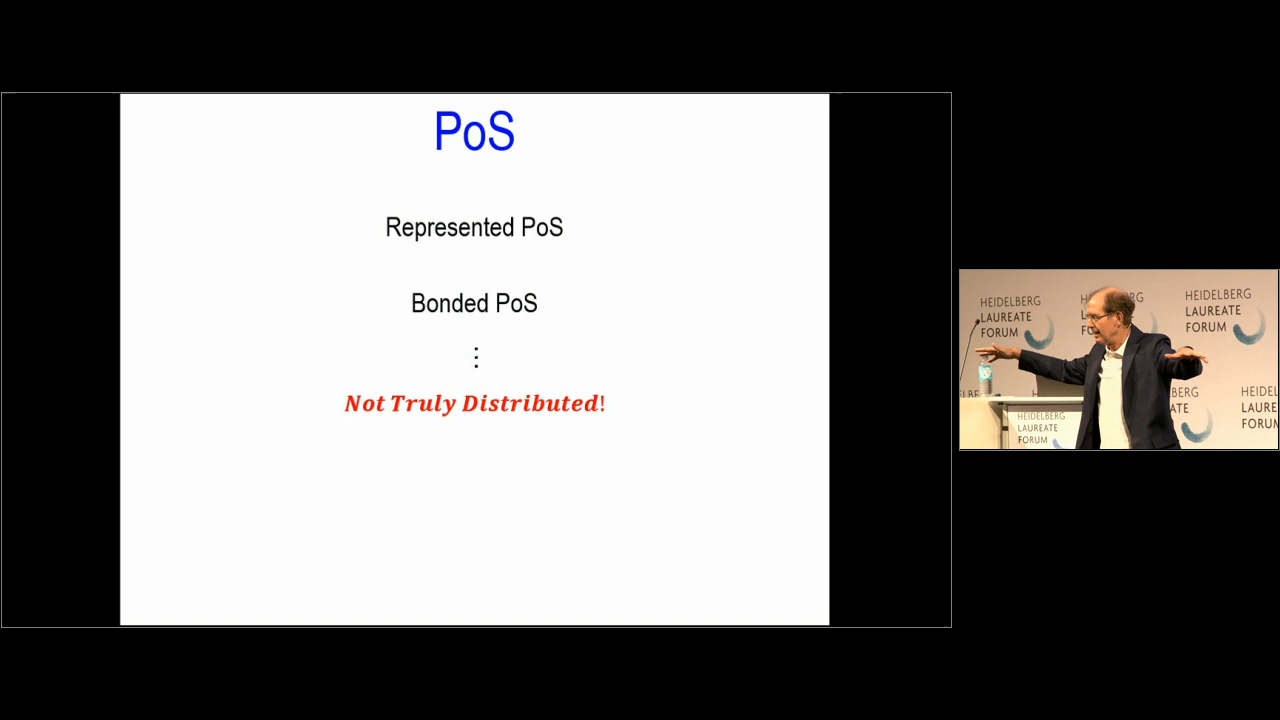 PoS
Represented PoS
Bonded PoS
⋮
Not Truly Distributed!
HEIDELBERG
LAUREATE
FORUM
HEIDELBERG
LAUREATE
FORUM
HEIDELBERG
LAUREATE
FORUM